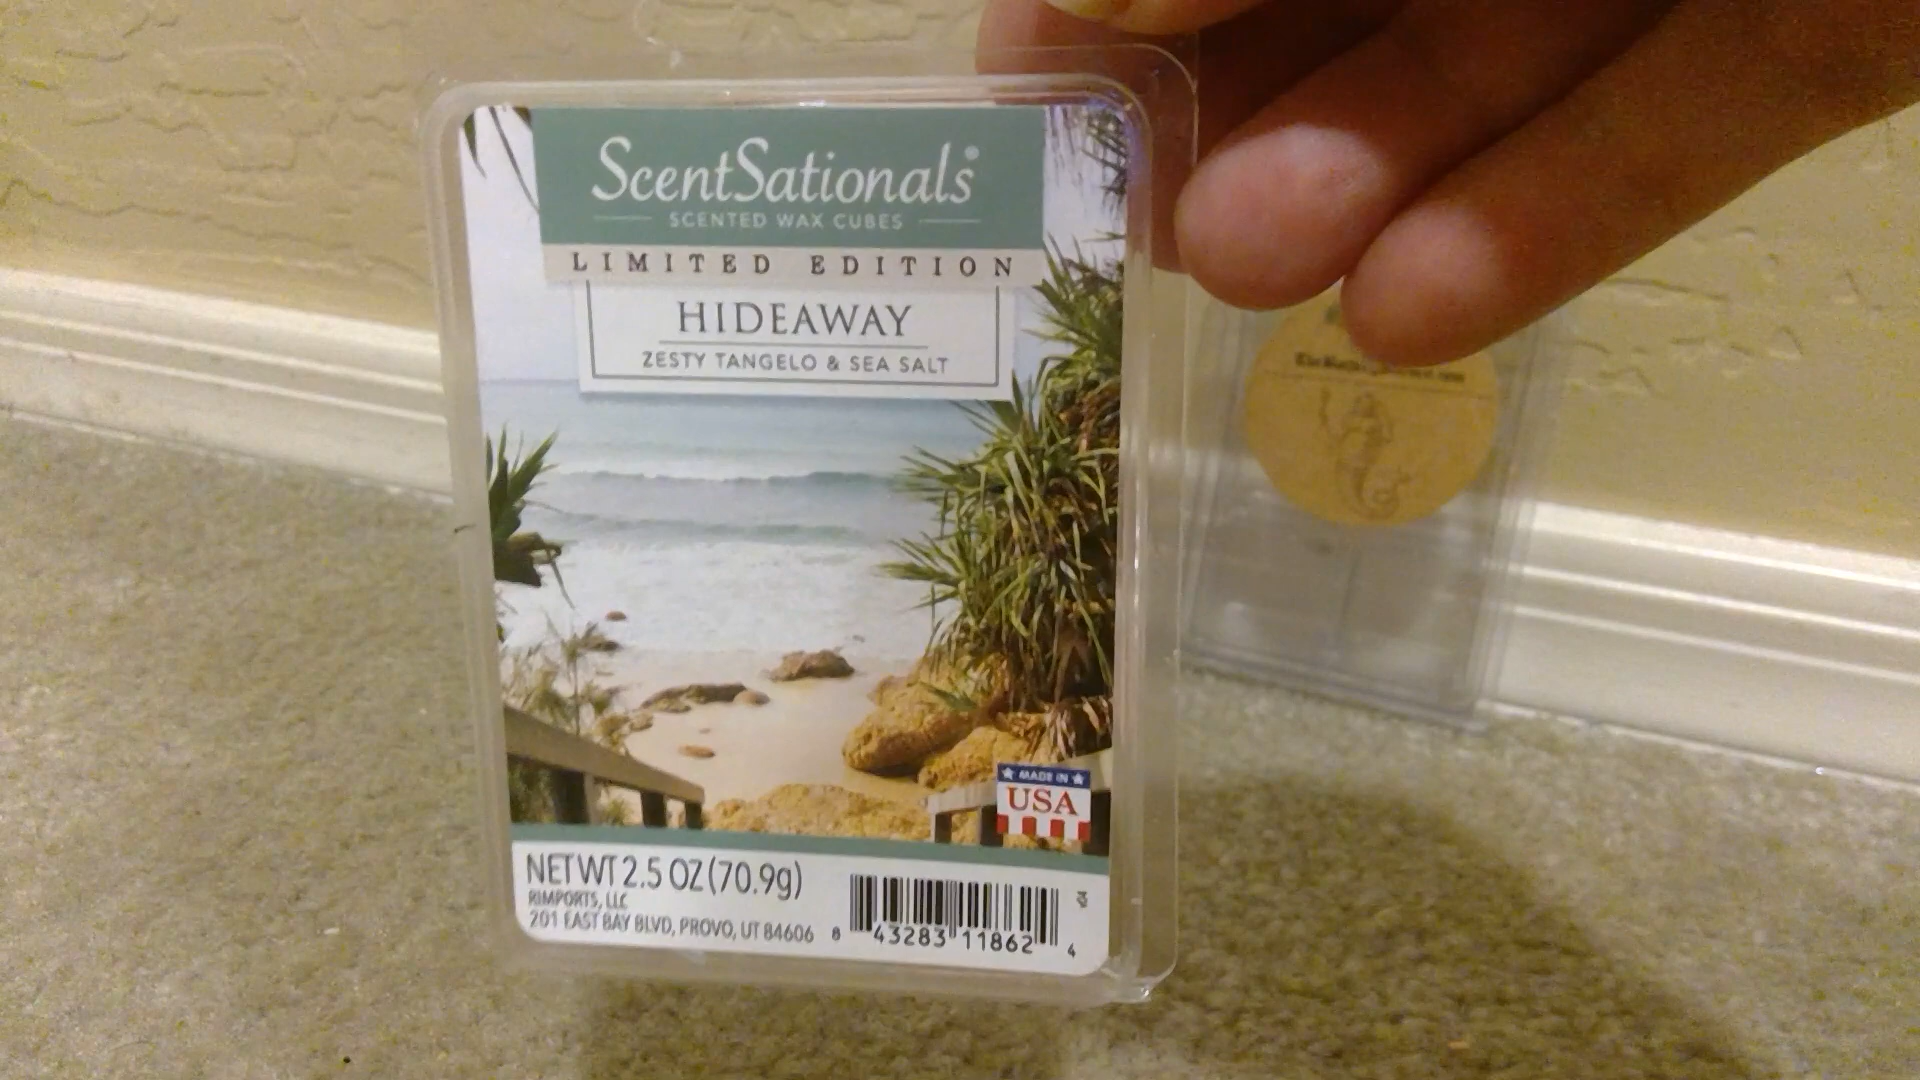 ScentSationals®
SCENTED WAX CUBES
LIMITED EDITION
HIDEAWAY
ZESTY TANGELO & SEA SALT
MADE IN
USA
NET WT 2.5 OZ (70.9g)
RIMPORTS, LLC
201 EAST BAY BLVD, PROVO, UT 84606
8 43283 11862 4